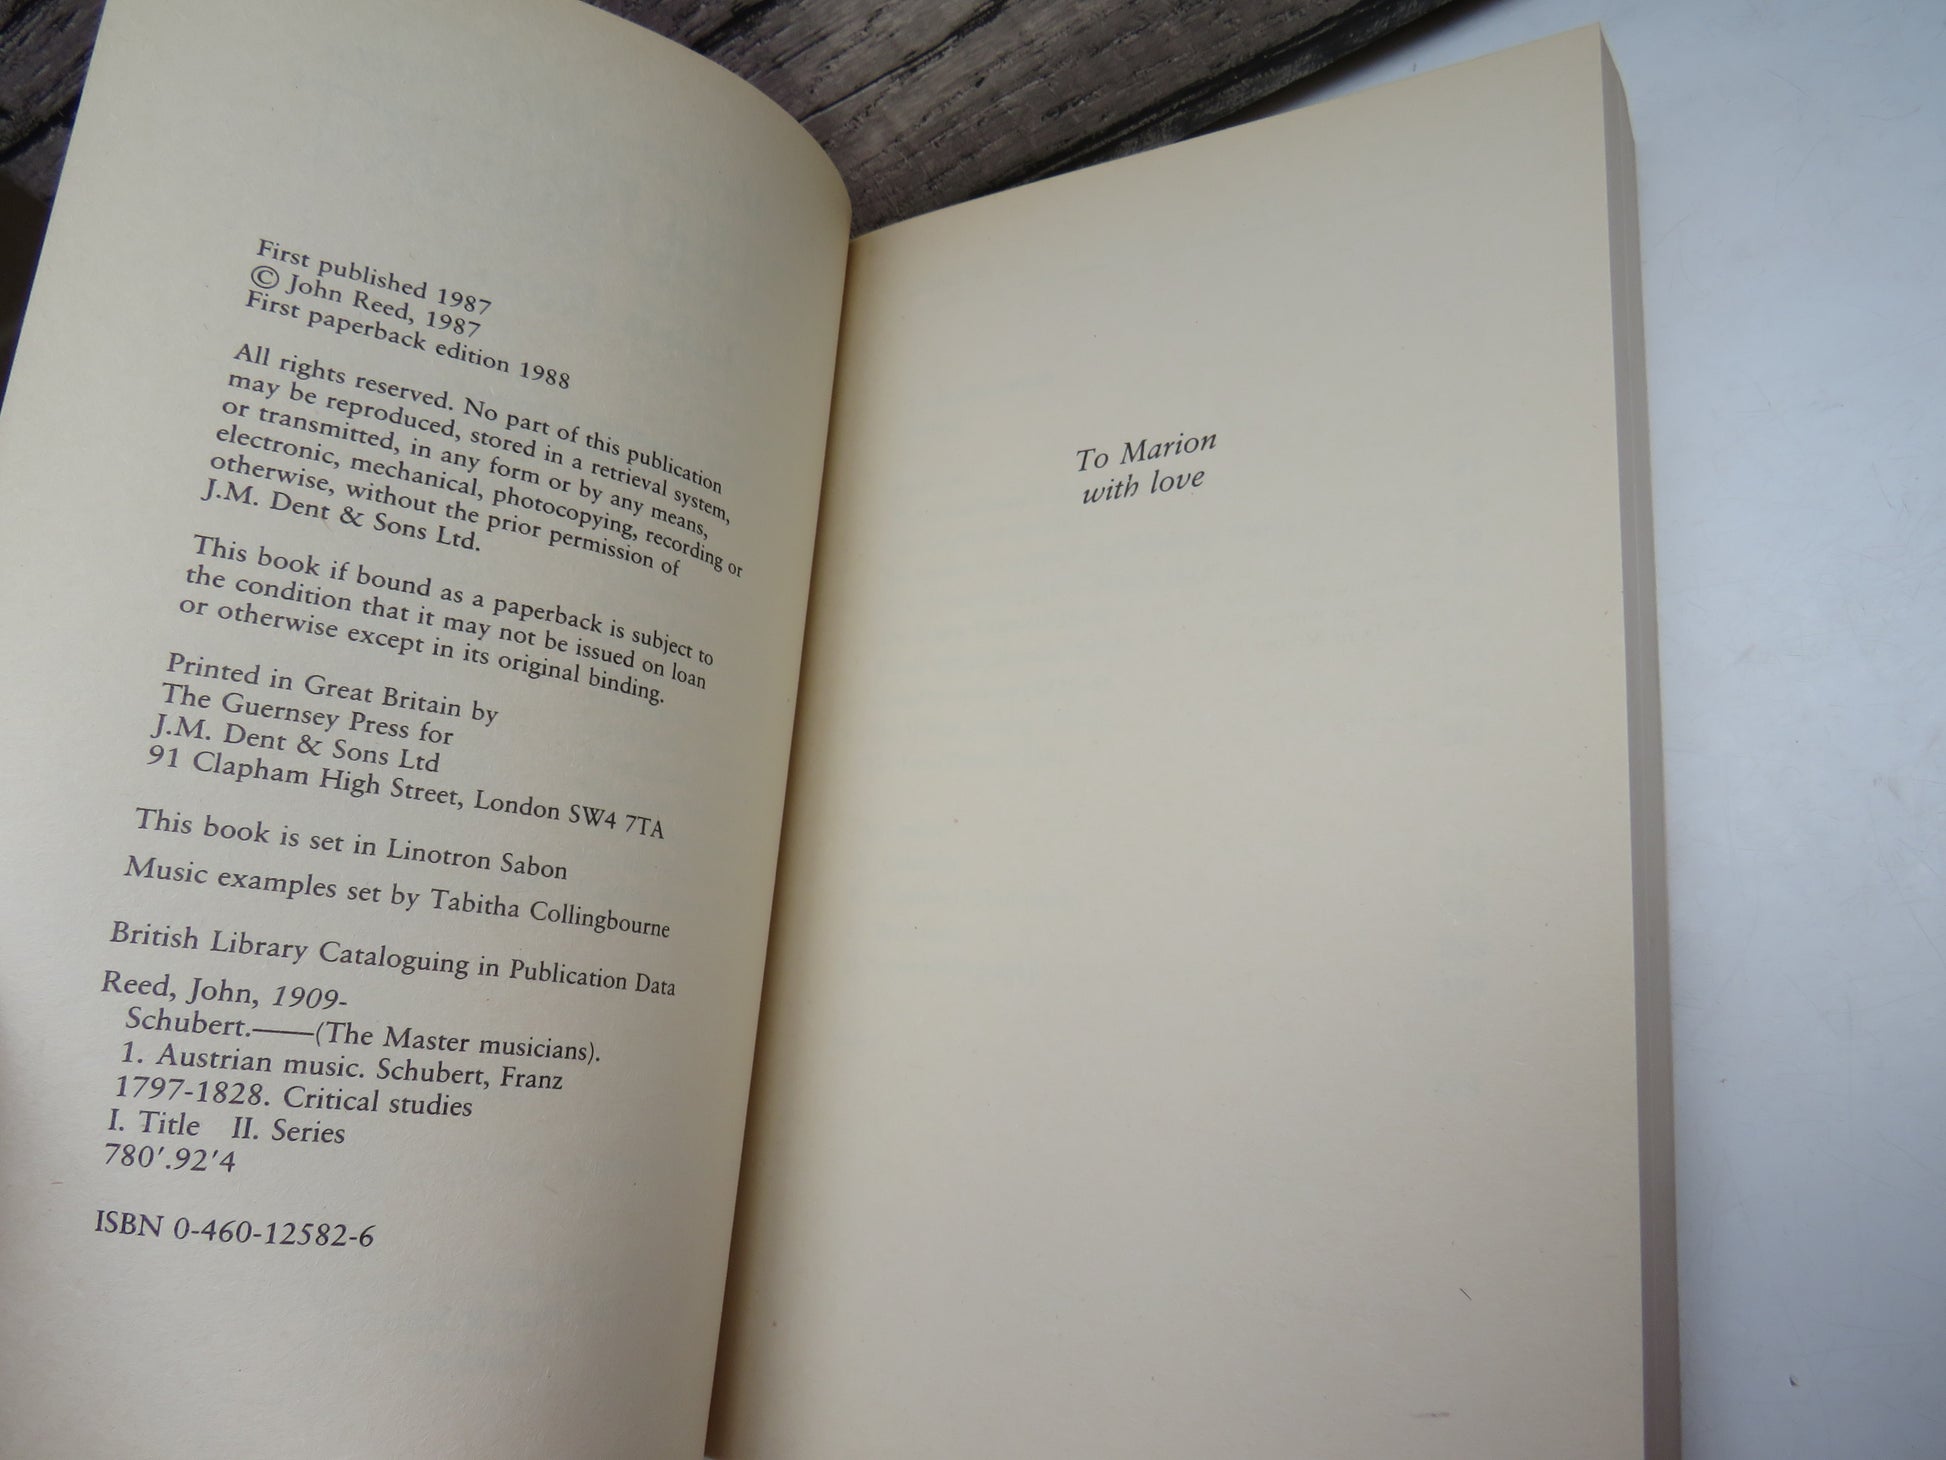 First published 1987
© John Reed, 1987
First paperback edition 1988
All rights reserved. No part of this publication
may be reproduced, stored in a retrieval system,
or transmitted, in any form or by any means,
electronic, mechanical, photocopying, recording or
otherwise, without the prior permission of
J.M. Dent & Sons Ltd.
This book if bound as a paperback is subject to
the condition that it may not be issued on loan
or otherwise except in its original binding.
Printed in Great Britain by
The Guernsey Press for
J.M. Dent & Sons Ltd
91 Clapham High Street, London SW4 7TA
This book is set in Linotron Sabon
Music examples set by Tabitha Collingbourne
British Library Cataloguing in Publication Data
Reed, John, 1909-
Schubert.——(The Master musicians).
1. Austrian music. Schubert, Franz
1797-1828. Critical studies
I. Title II. Series
780'.92'4
ISBN 0-460-12582-6
To Marion
with love